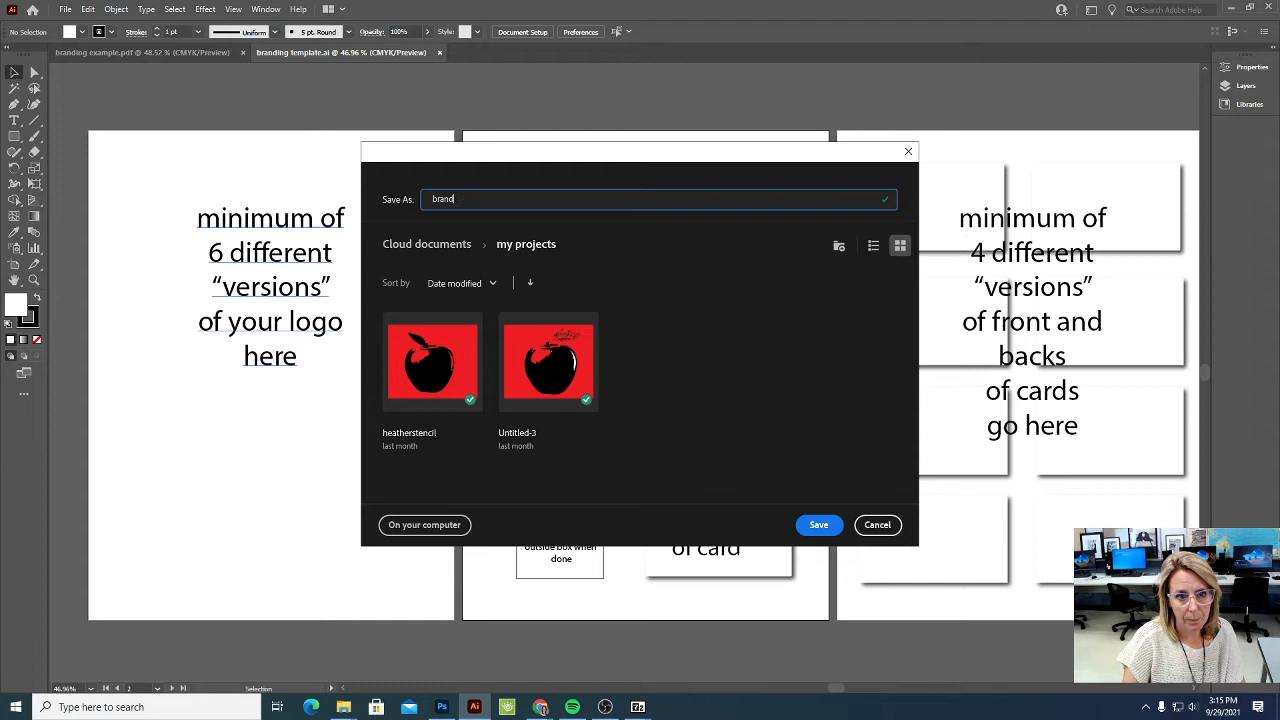 File Edit Object Type Select Effect View Window Help
Search Adobe Help
No Selection Stroke: 1 pt Uniform 5 pt. Round Opacity: 100% Style: Document Setup Preferences
branding example.pdf @ 48.52 % (CMYK/Preview) × branding template.ai @ 46.96 % (CMYK/Preview) ×
Properties
Layers
Libraries
minimum of
6 different
“versions”
of your logo
here
Save As: brand
Cloud documents › my projects
Sort by Date modified
heatherstencil
last month
Untitled-3
last month
On your computer
Save
Cancel
outside box when
done
of card
minimum of
4 different
“versions”
of front and
backs
of cards
go here
46.96% 2 Selection
Type here to search
3:15 PM
9/29/2021